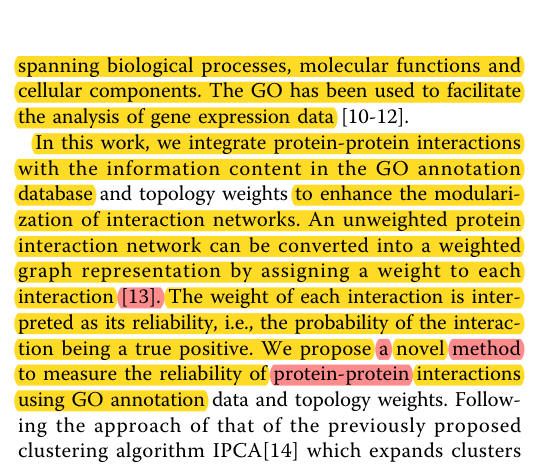 spanning biological processes, molecular functions and
cellular components. The GO has been used to facilitate
the analysis of gene expression data [10-12].
In this work, we integrate protein-protein interactions
with the information content in the GO annotation
database and topology weights to enhance the modulari-
zation of interaction networks. An unweighted protein
interaction network can be converted into a weighted
graph representation by assigning a weight to each
interaction [13]. The weight of each interaction is inter-
preted as its reliability, i.e., the probability of the interac-
tion being a true positive. We propose a novel method
to measure the reliability of protein-protein interactions
using GO annotation data and topology weights. Follow-
ing the approach of that of the previously proposed
clustering algorithm IPCA[14] which expands clusters